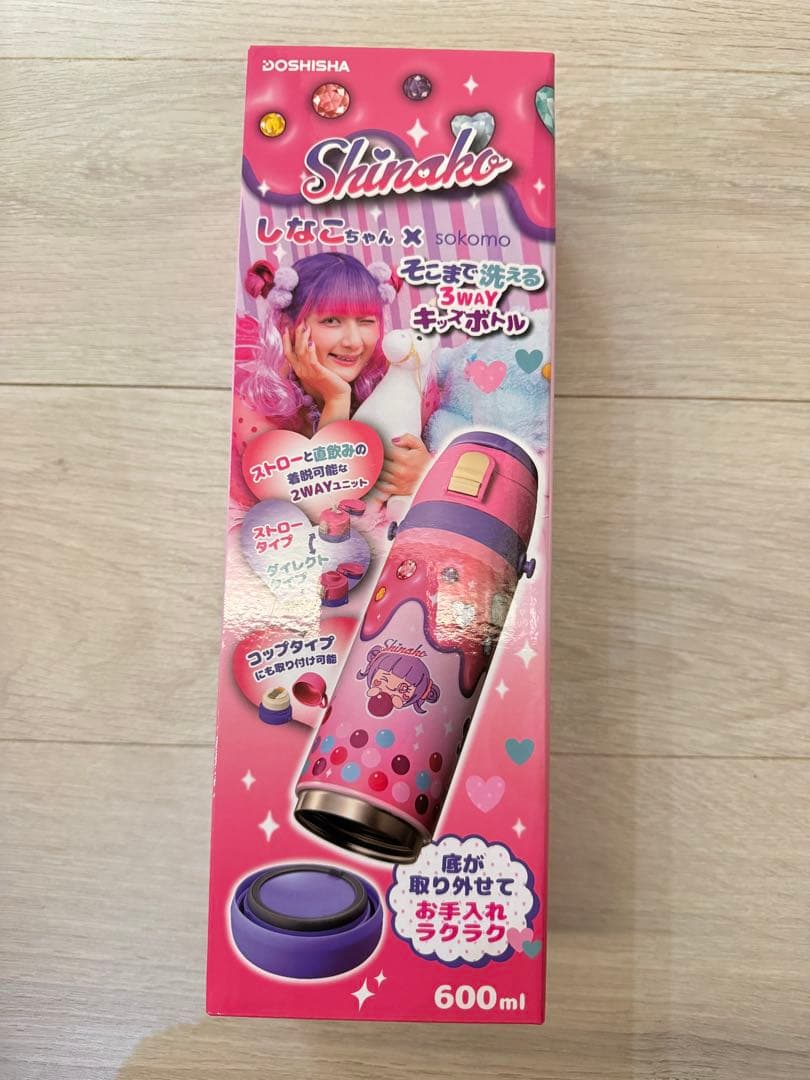 DOSHISHA
Shinako
しなこちゃん × sokomo
そこまで洗える
3WAY
キッズボトル
ストローと直飲みの
着脱可能な
2WAYユニット
ストロー
タイプ
ダイレクト
タイプ
コップタイプ
にも取り付け可能
Shinako
底が
取り外せて
お手入れ
ラクラク
600ml